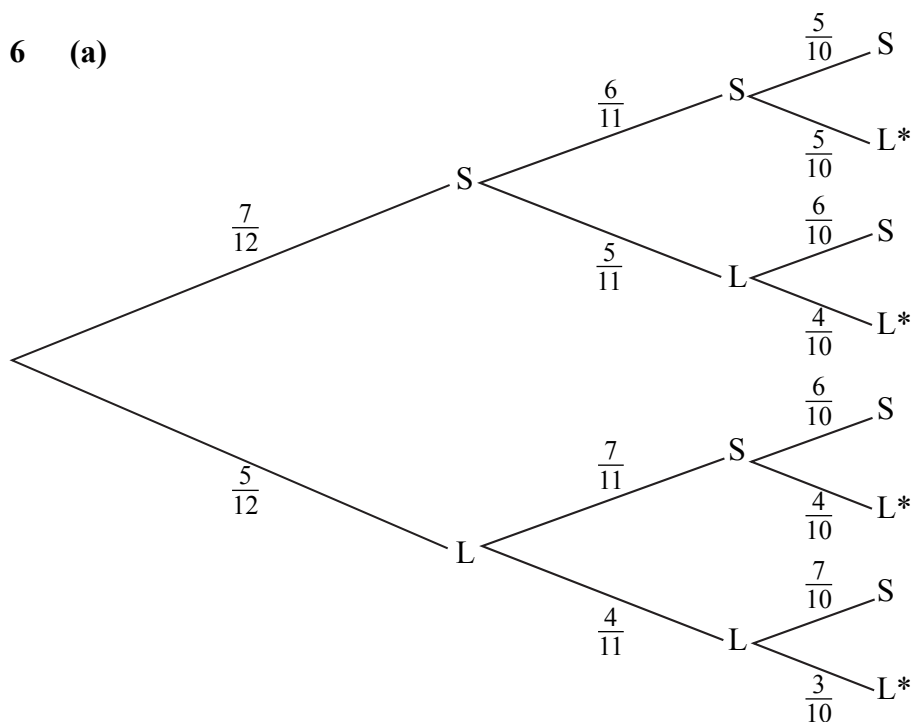 6 (a)
5/10 S
6/11 S
5/10 L*
7/12 S
6/10 S
5/11 L
4/10 L*
6/10 S
7/11 S
4/10 L*
5/12 L
7/10 S
4/11 L
3/10 L*